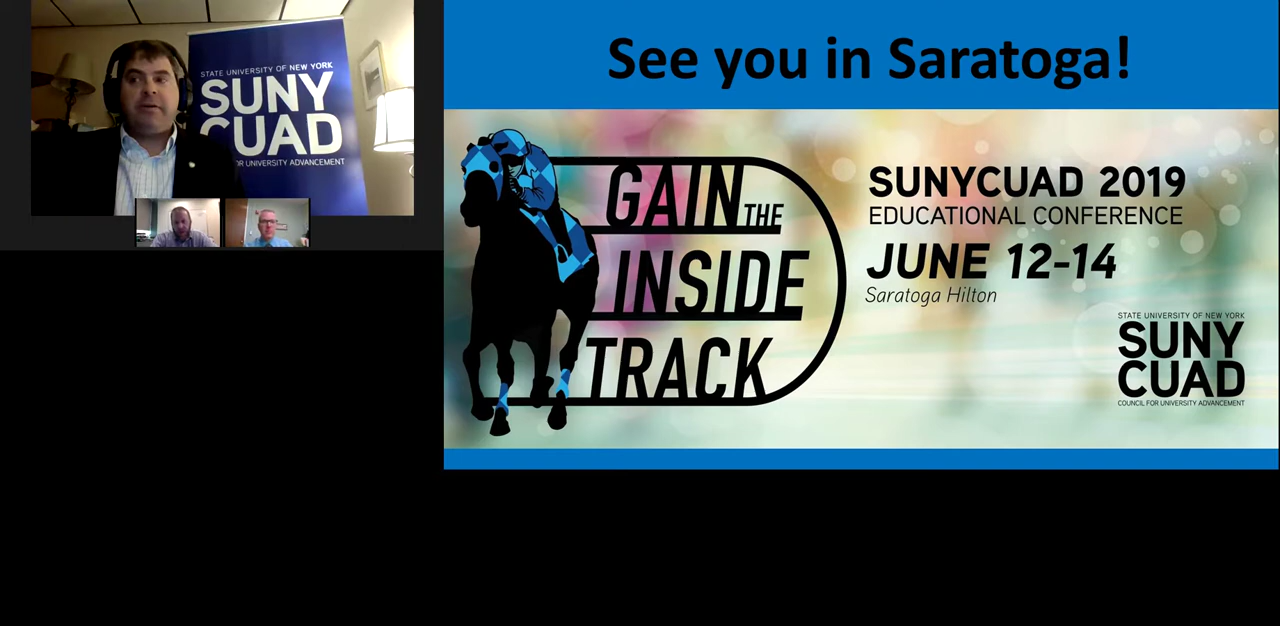 STATE UNIVERSITY OF NEW YORK
SUNY
CUAD
FOR UNIVERSITY ADVANCEMENT
See you in Saratoga!
GAIN THE
INSIDE
TRACK
SUNYCUAD 2019
EDUCATIONAL CONFERENCE
JUNE 12-14
Saratoga Hilton
STATE UNIVERSITY OF NEW YORK
SUNY
CUAD
COUNCIL FOR UNIVERSITY ADVANCEMENT